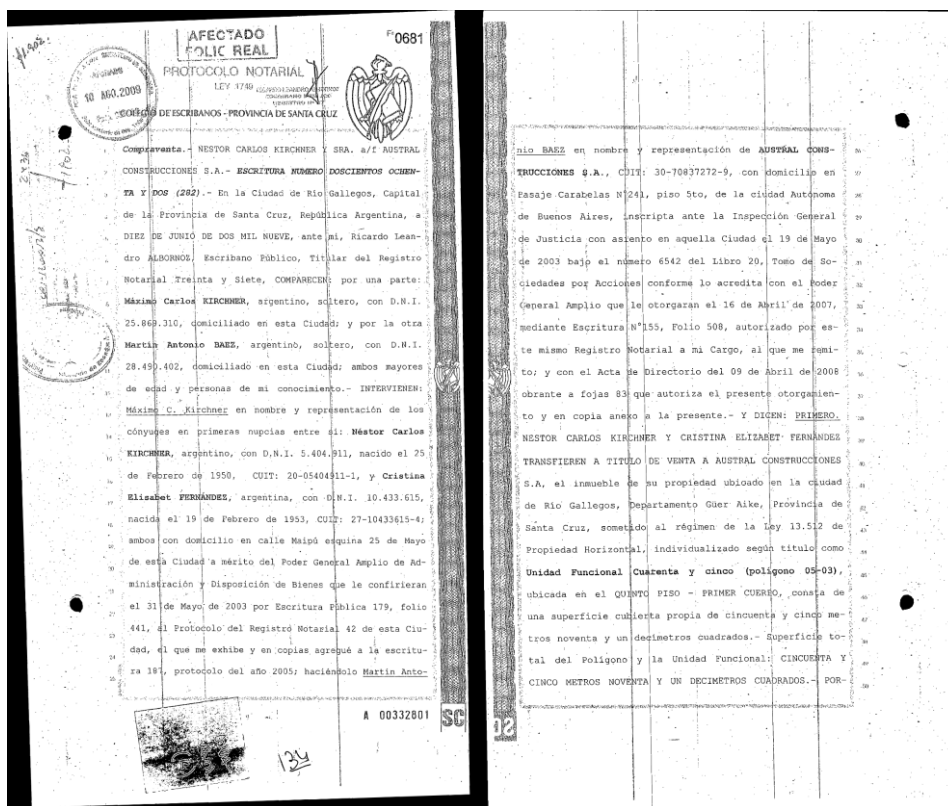 AFECTADO
FOLIO REAL
0681
PROTOCOLO NOTARIAL
LEY 1749
10 AGO.2009
COLEGIO DE ESCRIBANOS - PROVINCIA DE SANTA CRUZ
Compraventa.- NESTOR CARLOS KIRCHNER Y SRA. a/f AUSTRAL
CONSTRUCCIONES S.A.- ESCRITURA NUMERO DOSCIENTOS OCHEN-
TA Y DOS (282).- En la Ciudad de Río Gallegos, Capital
de la Provincia de Santa Cruz, República Argentina, a
DIEZ DE JUNIO DE DOS MIL NUEVE, ante mi, Ricardo Lean-
dro ALBORNOZ, Escribano Público, Titular del Registro
Notarial Treinta y Siete, COMPARECEN: por una parte:
Máximo Carlos KIRCHNER, argentino, soltero, con D.N.I.
25.869.310, domiciliado en esta Ciudad; y por la otra
Martin Antonio BAEZ, argentino, soltero, con D.N.I.
28.490.402, domiciliado en esta Ciudad; ambos mayores
de edad y personas de mi conocimiento.- INTERVIENEN:
Máximo C. Kirchner en nombre y representación de los
cónyuges en primeras nupcias entre si: Néstor Carlos
KIRCHNER, argentino, con D.N.I. 5.404.911, nacido el 25
de Febrero de 1950, CUIT: 20-05404911-1, y Cristina
Elisabet FERNÁNDEZ, argentina, con D.N.I. 10.433.615,
nacida el 19 de Febrero de 1953, CUIT: 27-10433615-4;
ambos con domicilio en calle Maipú esquina 25 de Mayo
de esta Ciudad a mérito del Poder General Amplio de Ad-
ministración y Disposición de Bienes que le confirieran
el 31 de Mayo de 2003 por Escritura Pública 179, folio
441, al Protocolo del Registro Notarial 42 de esta Ciu-
dad, el que me exhibe y en copias agregué a la escritu-
ra 187, protocolo del año 2005; haciéndolo Martin Anto-
A 00332801
SC
134
nio BAEZ en nombre y representación de AUSTRAL CONS-
TRUCCIONES S.A., CUIT: 30-70837272-9, con domicilio en
Pasaje Carabelas N°241, piso 5to, de la ciudad Autónoma
de Buenos Aires, inscripta ante la Inspección General
de Justicia con asiento en aquella Ciudad el 19 de Mayo
de 2003 bajo el número 6542 del Libro 20, Tomo de So-
ciedades por Acciones conforme lo acredita con el Poder
General Amplio que le otorgaran el 16 de Abril de 2007,
mediante Escritura N°155, Folio 508, autorizado por es-
te mismo Registro Notarial a mi Cargo, al que me remi-
to; y con el Acta de Directorio del 09 de Abril de 2008
obrante a fojas 83 que autoriza el presente otorgamien-
to y en copia anexo a la presente.- Y DICEN: PRIMERO.
NESTOR CARLOS KIRCHNER Y CRISTINA ELIZABET FERNÁNDEZ
TRANSFIEREN A TITULO DE VENTA A AUSTRAL CONSTRUCCIONES
S.A, el inmueble de su propiedad ubicado en la ciudad
de Río Gallegos, Departamento Güer Aike, Provincia de
Santa Cruz, sometido al régimen de la Ley 13.512 de
Propiedad Horizontal, individualizado según titulo como
Unidad Funcional Cuarenta y cinco (polígono 05-03),
ubicada en el QUINTO PISO - PRIMER CUERPO, consta de
una superficie cubierta propia de cincuenta y cinco me-
tros noventa y un decimetros cuadrados.- Superficie to-
tal del Polígono y la Unidad Funcional: CINCUENTA Y
CINCO METROS NOVENTA Y UN DECIMETROS CUADRADOS.- POR-